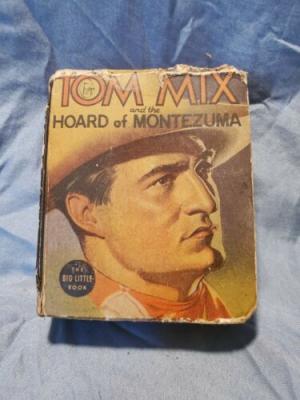 TOM MIX
and the
HOARD of MONTEZUMA
THE
BIG LITTLE
BOOK